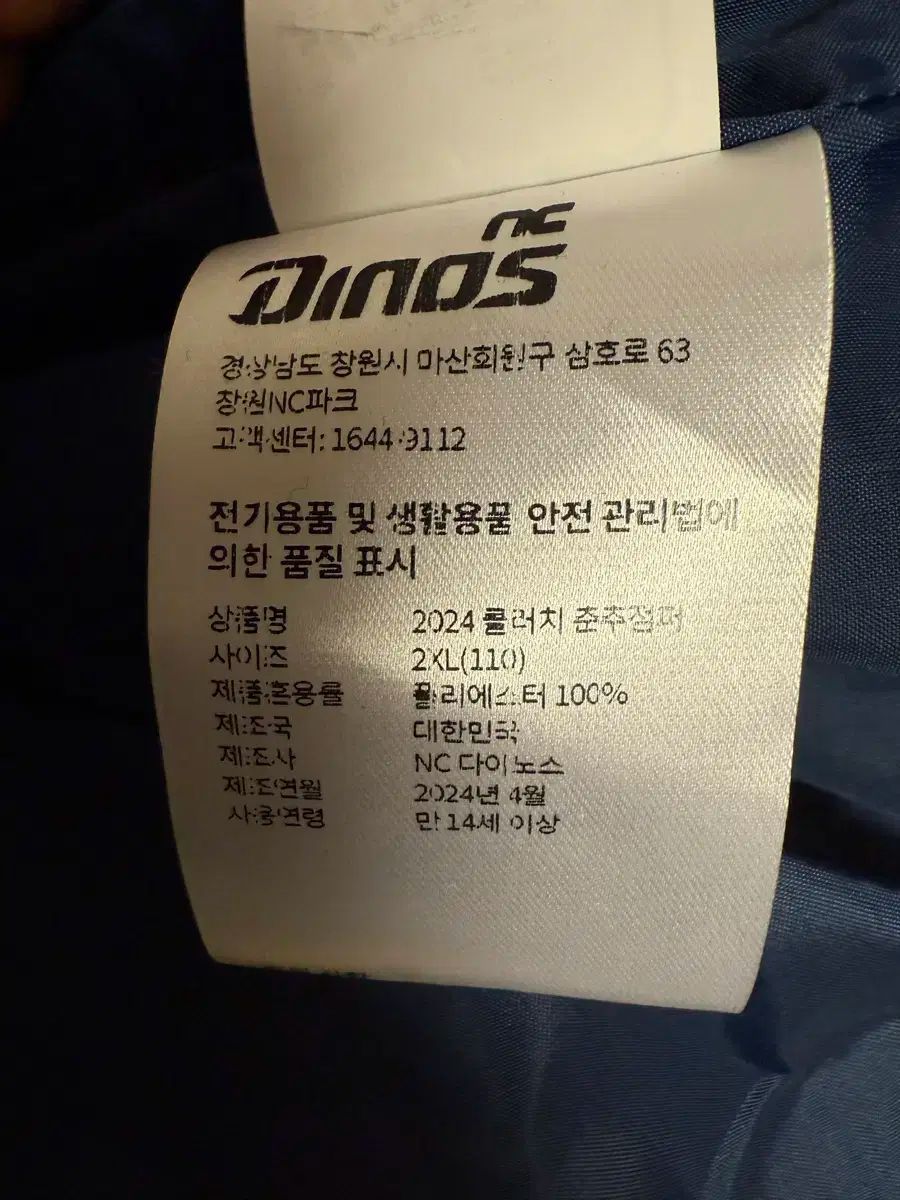 NC
DINOS
경상남도 창원시 마산회원구 삼호로 63
창원NC파크
고객센터: 1644-9112
전기용품 및 생활용품 안전 관리법에
의한 품질 표시
상품명 2024 클러치 춘추점퍼
사이즈 2XL(110)
제품혼용률 폴리에스터 100%
제조국 대한민국
제조사 NC 다이노스
제조연월 2024년 4월
사용연령 만 14세 이상